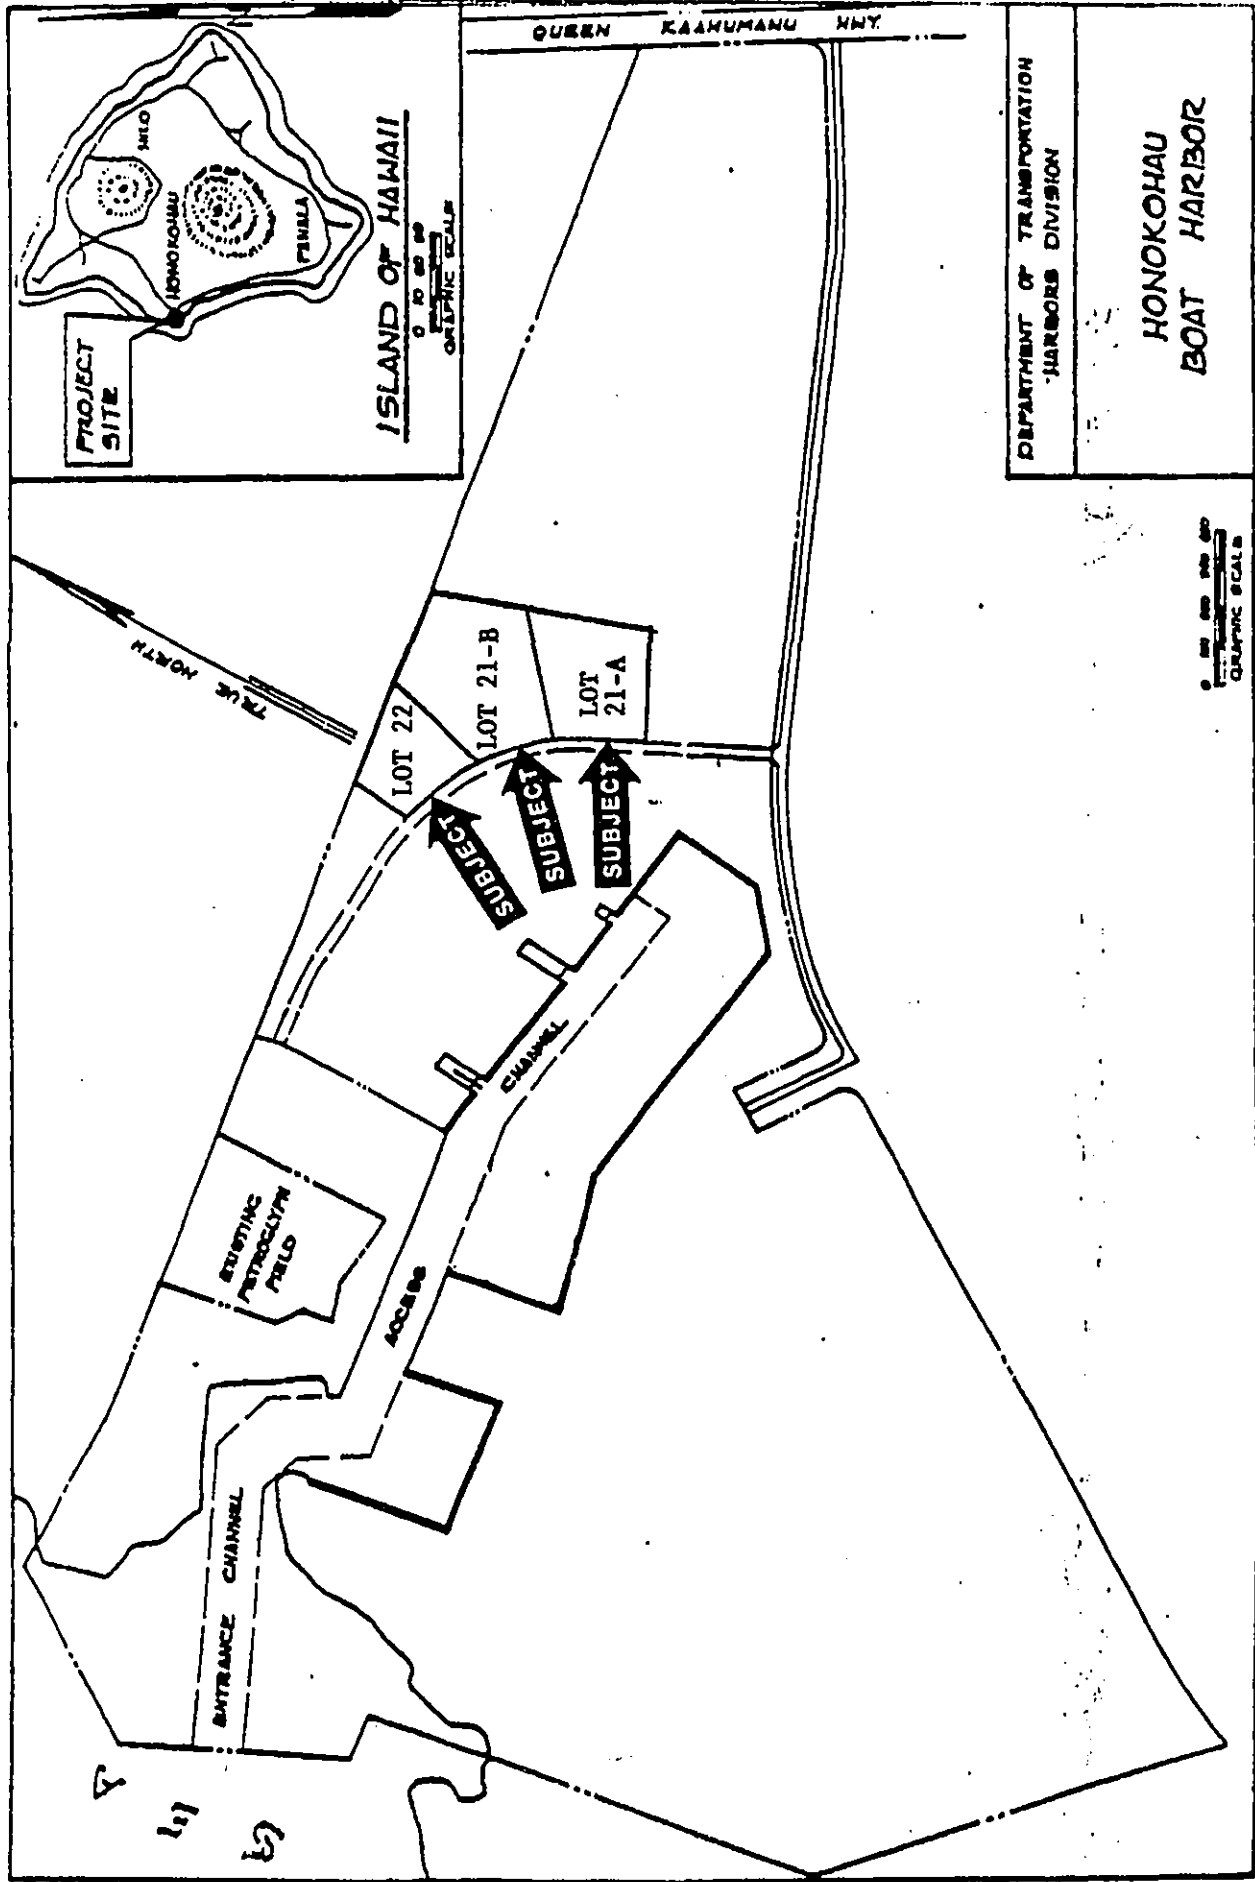 PROJECT
SITE
HILO
HONOKOHAU
PAHALA
ISLAND OF HAWAII
GRAPHIC SCALE
QUEEN KAAHUMANU HWY.
TRUE NORTH
LOT 22
LOT 21-B
LOT
21-A
SUBJECT
SUBJECT
SUBJECT
EXISTING
PETROGLYPH
FIELD
ACCESS
CHANNEL
ENTRANCE CHANNEL
SEA
DEPARTMENT OF TRANSPORTATION
HARBORS DIVISION
HONOKOHAU
BOAT HARBOR
GRAPHIC SCALE